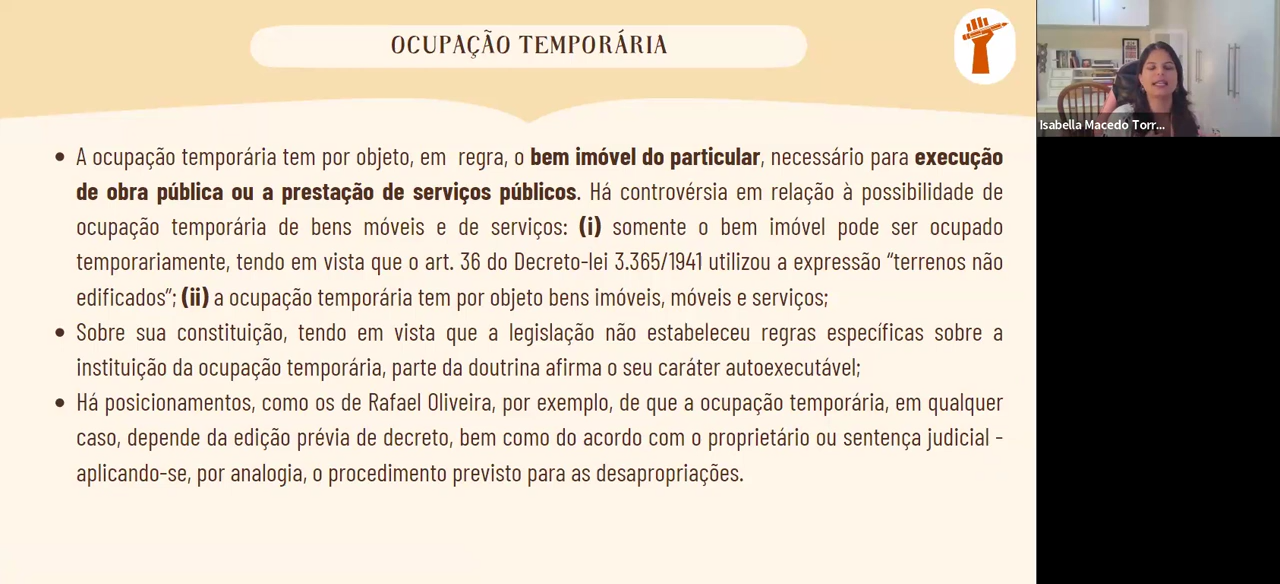 OCUPAÇÃO TEMPORÁRIA
Isabella Macedo Torr...
• A ocupação temporária tem por objeto, em regra, o bem imóvel do particular, necessário para execução
de obra pública ou a prestação de serviços públicos. Há controvérsia em relação à possibilidade de
ocupação temporária de bens móveis e de serviços: (i) somente o bem imóvel pode ser ocupado
temporariamente, tendo em vista que o art. 36 do Decreto-lei 3.365/1941 utilizou a expressão “terrenos não
edificados”; (ii) a ocupação temporária tem por objeto bens imóveis, móveis e serviços;
• Sobre sua constituição, tendo em vista que a legislação não estabeleceu regras específicas sobre a
instituição da ocupação temporária, parte da doutrina afirma o seu caráter autoexecutável;
• Há posicionamentos, como os de Rafael Oliveira, por exemplo, de que a ocupação temporária, em qualquer
caso, depende da edição prévia de decreto, bem como do acordo com o proprietário ou sentença judicial -
aplicando-se, por analogia, o procedimento previsto para as desapropriações.